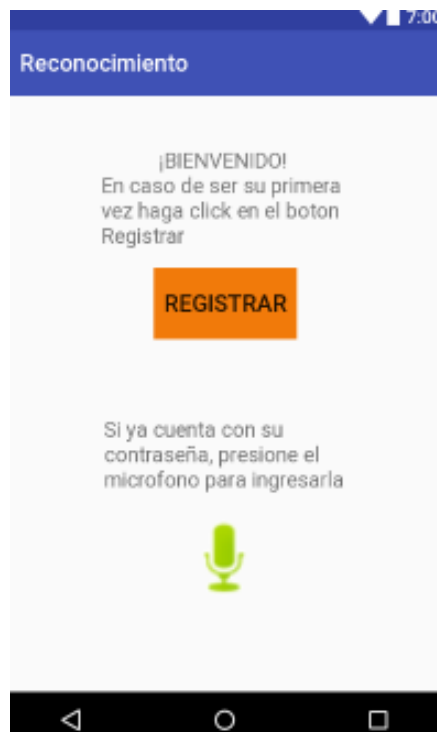 7:00
Reconocimiento
¡BIENVENIDO!
En caso de ser su primera
vez haga click en el boton
Registrar
REGISTRAR
Si ya cuenta con su
contraseña, presione el
microfono para ingresarla